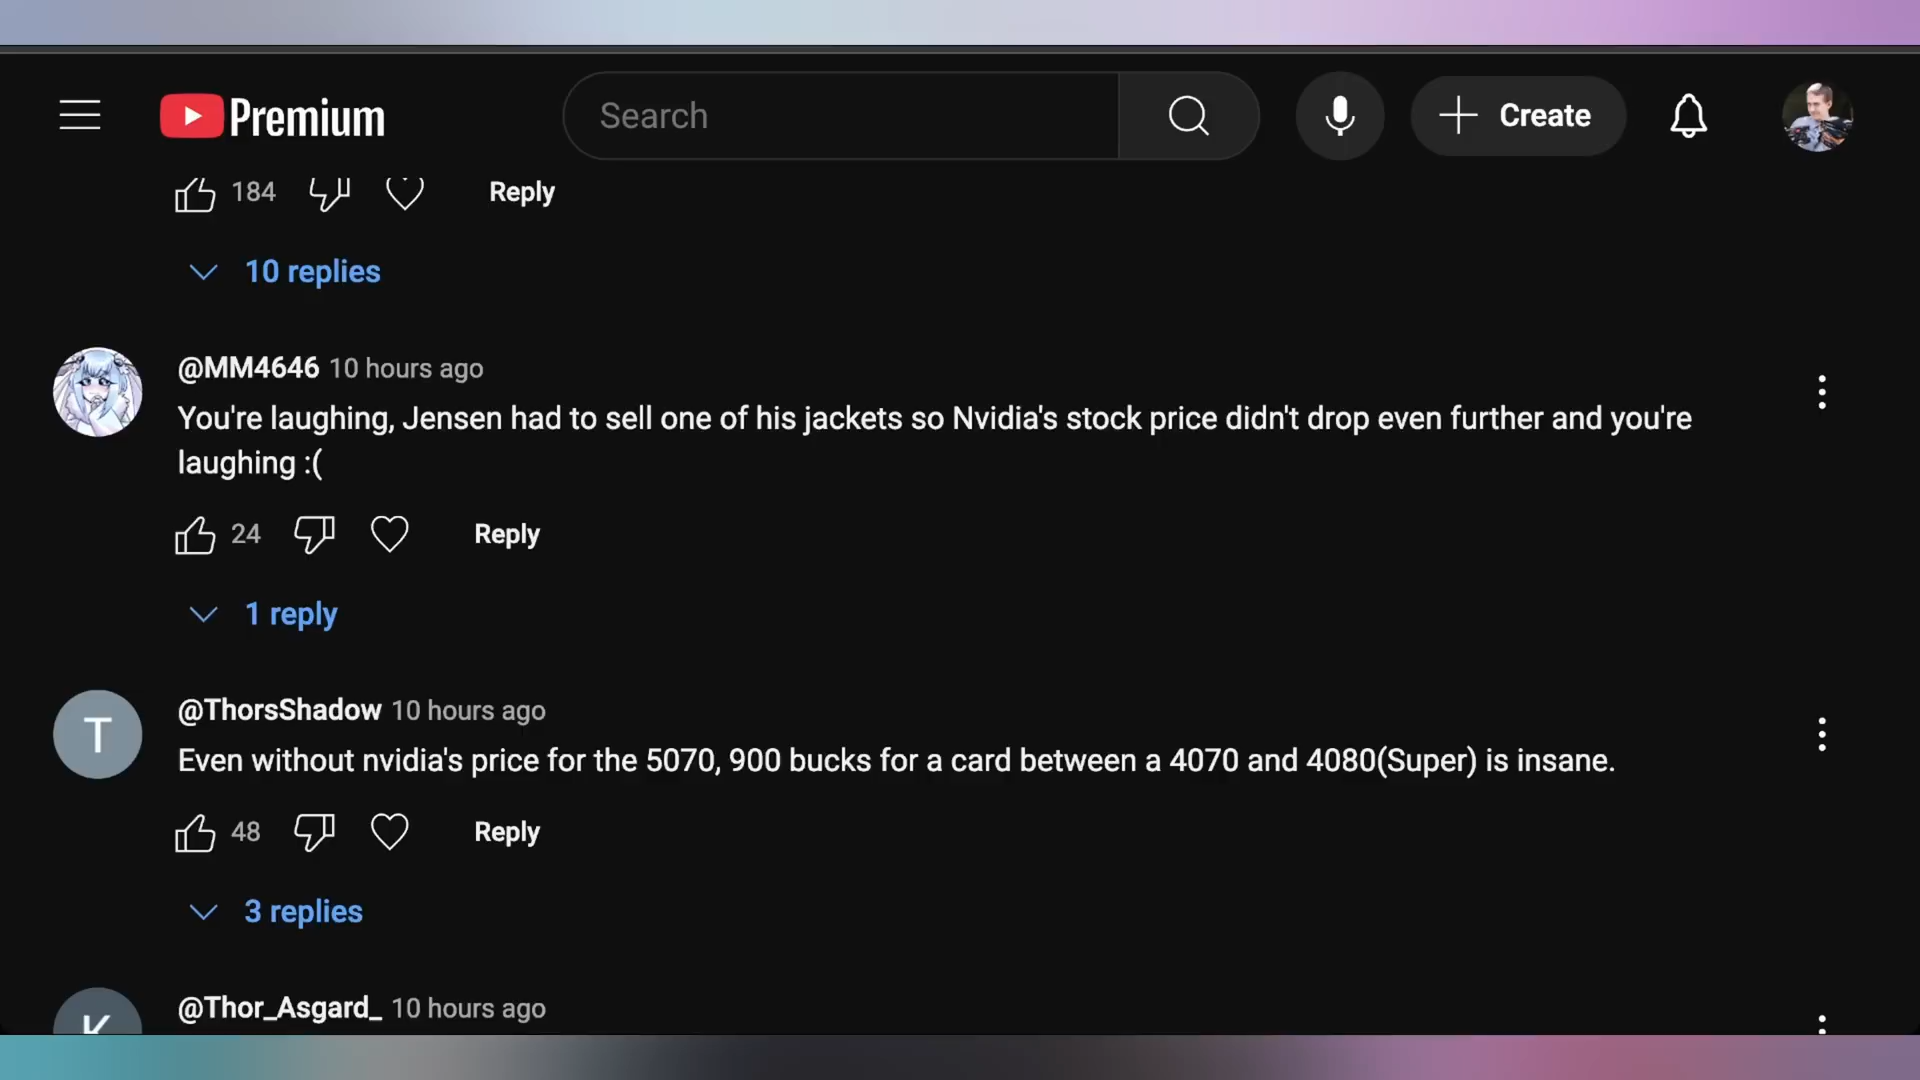 Premium
Search
Create
184
Reply
10 replies
@MM4646 10 hours ago
You're laughing, Jensen had to sell one of his jackets so Nvidia's stock price didn't drop even further and you're
laughing :(
24
Reply
1 reply
T
@ThorsShadow 10 hours ago
Even without nvidia's price for the 5070, 900 bucks for a card between a 4070 and 4080(Super) is insane.
48
Reply
3 replies
K
@Thor_Asgard_ 10 hours ago